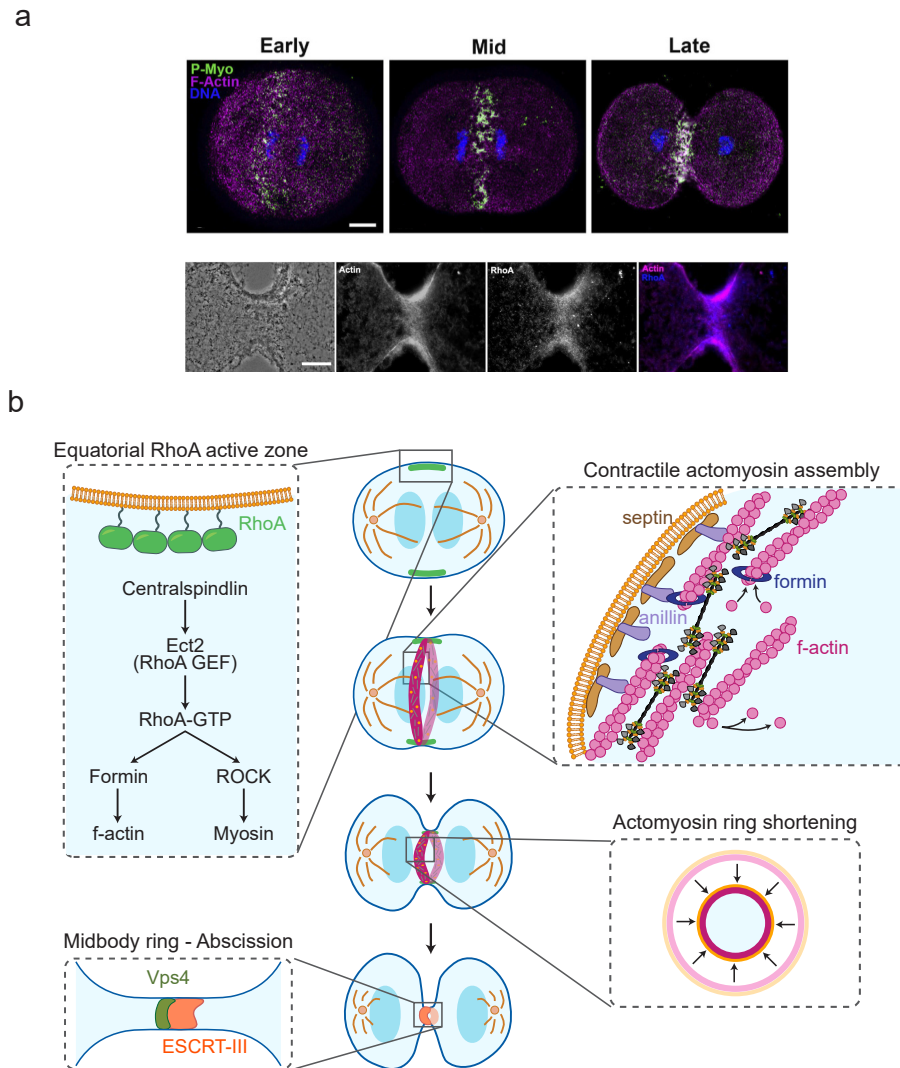 a
Early
Mid
Late
P-Myo
F-Actin
DNA
Actin
RhoA
Actin
RhoA
b
Equatorial RhoA active zone
RhoA
Centralspindlin
Ect2
(RhoA GEF)
RhoA-GTP
Formin
ROCK
f-actin
Myosin
Contractile actomyosin assembly
septin
formin
anillin
f-actin
Actomyosin ring shortening
Midbody ring - Abscission
Vps4
ESCRT-III